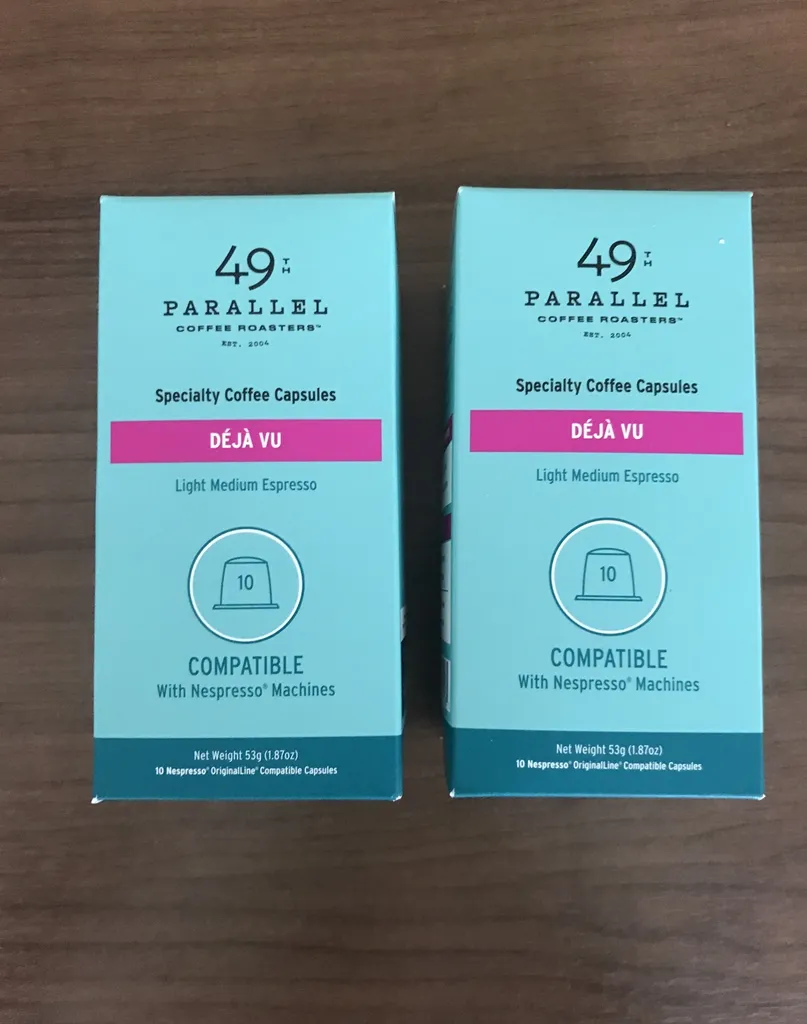 49TH
PARALLEL
COFFEE ROASTERS™
EST. 2004
Specialty Coffee Capsules
DÉJÀ VU
Light Medium Espresso
10
COMPATIBLE
With Nespresso® Machines
Net Weight 53g (1.87oz)
10 Nespresso® OriginalLine® Compatible Capsules
49TH
PARALLEL
COFFEE ROASTERS™
EST. 2004
Specialty Coffee Capsules
DÉJÀ VU
Light Medium Espresso
10
COMPATIBLE
With Nespresso® Machines
Net Weight 53g (1.87oz)
10 Nespresso® OriginalLine® Compatible Capsules